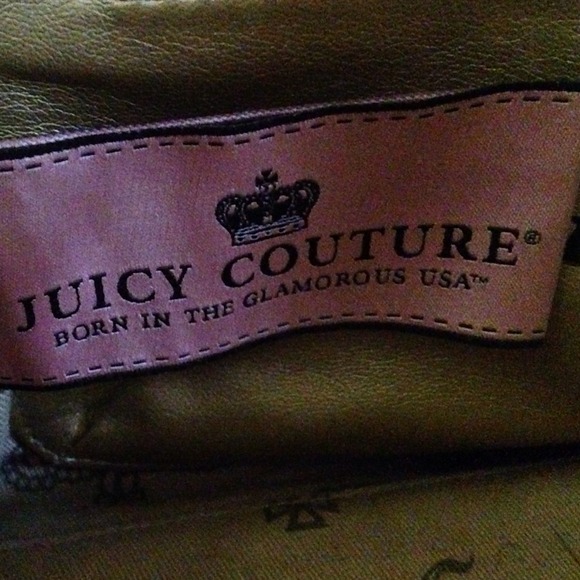 JUICY COUTURE®
BORN IN THE GLAMOROUS USA™